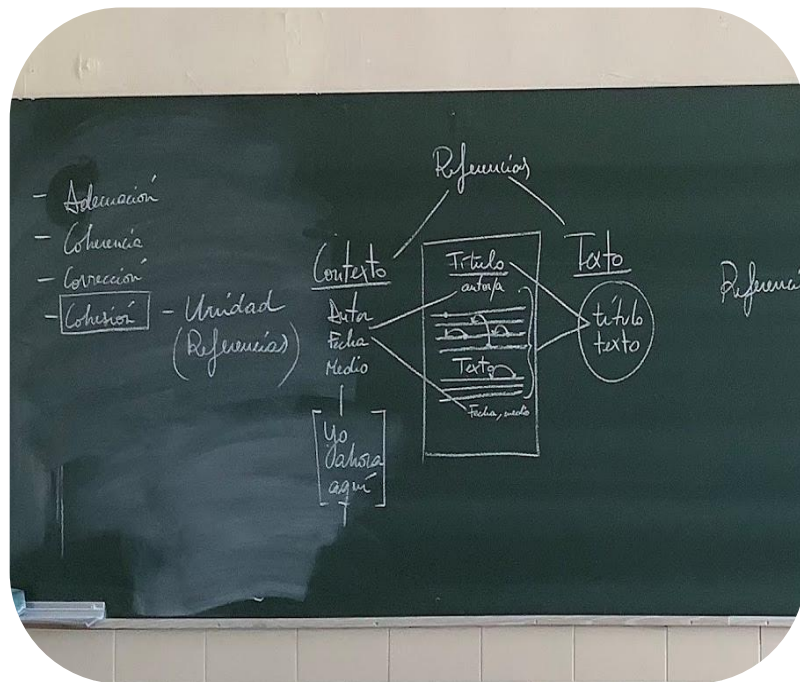 - Adecuación
- Coherencia
- Corrección
- Cohesión - Unidad
(Referencias)
Referencias
Contexto
Autor
Fecha
Medio
[Yo
ahora
aquí]
Título
autor/a
Texto
Fecha, medio
Texto
título
texto
Referenci